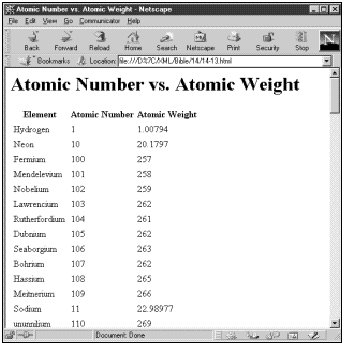 Atomic Number vs. Atomic Weight - Netscape
File Edit View Go Communicator Help
Back Forward Reload Home Search Netscape Print Security Stop
Bookmarks Location: file:///D|%7C/XML/Bible/14/14-13.html
Atomic Number vs. Atomic Weight
Element Atomic Number Atomic Weight
Hydrogen 1 1.00794
Neon 10 20.1797
Fermium 100 257
Mendelevium 101 258
Nobelium 102 259
Lawrencium 103 262
Rutherfordium 104 261
Dubnium 105 262
Seaborgium 106 263
Bohrium 107 262
Hassium 108 265
Meitnerium 109 266
Sodium 11 22.98977
ununnilium 110 269
Document: Done